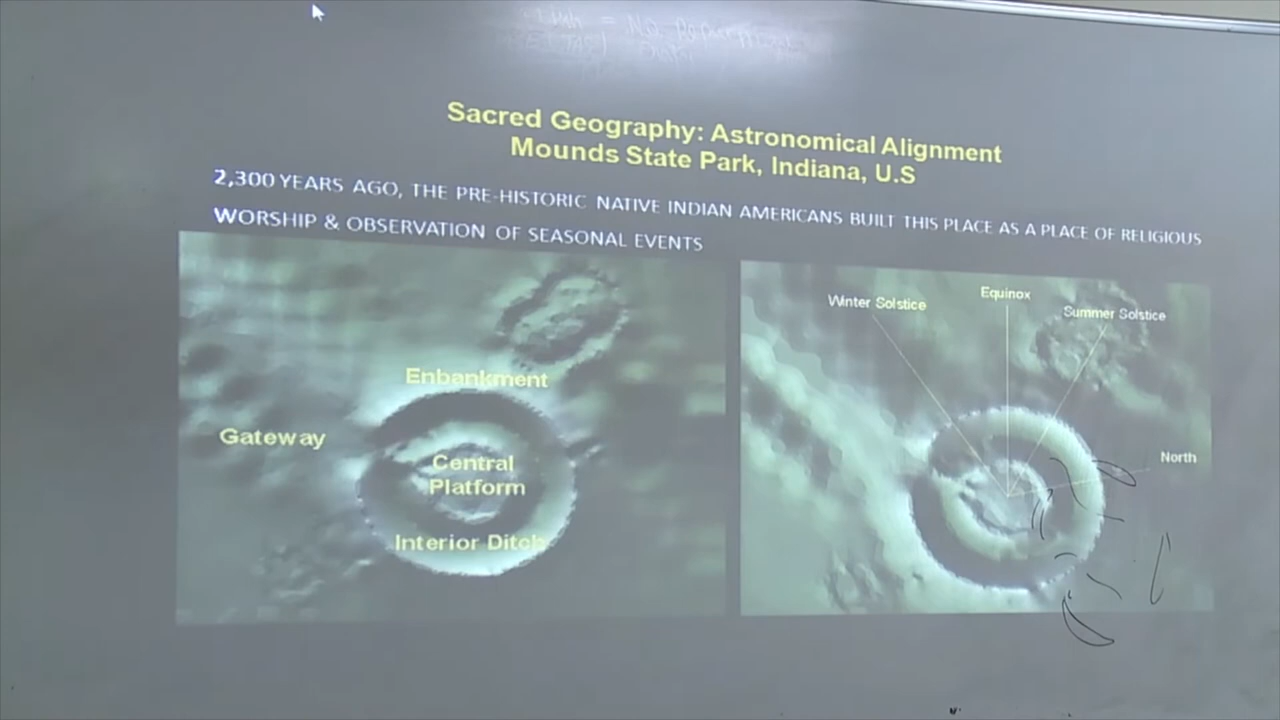 Sacred Geography: Astronomical Alignment
Mounds State Park, Indiana, U.S
2,300 YEARS AGO, THE PRE-HISTORIC NATIVE INDIAN AMERICANS BUILT THIS PLACE AS A PLACE OF RELIGIOUS
WORSHIP & OBSERVATION OF SEASONAL EVENTS
Enbankment
Gateway
Central
Platform
Interior Ditch
Winter Solstice
Equinox
Summer Solstice
North